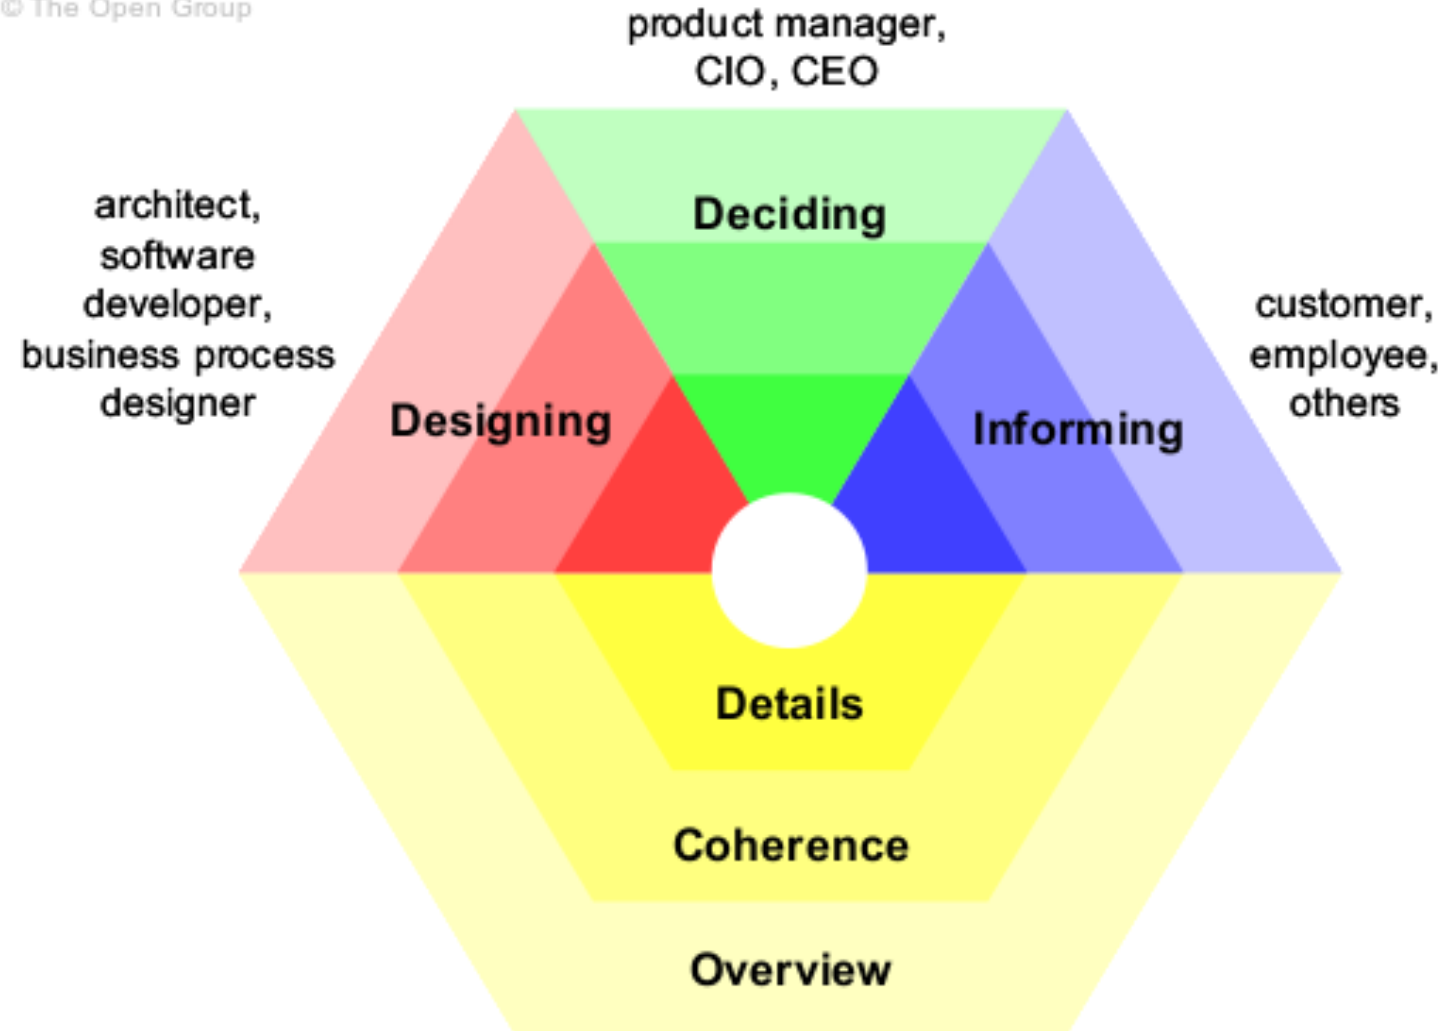 © The Open Group
product manager,
CIO, CEO
architect,
software
developer,
business process
designer
Deciding
customer,
employee,
others
Designing
Informing
Details
Coherence
Overview